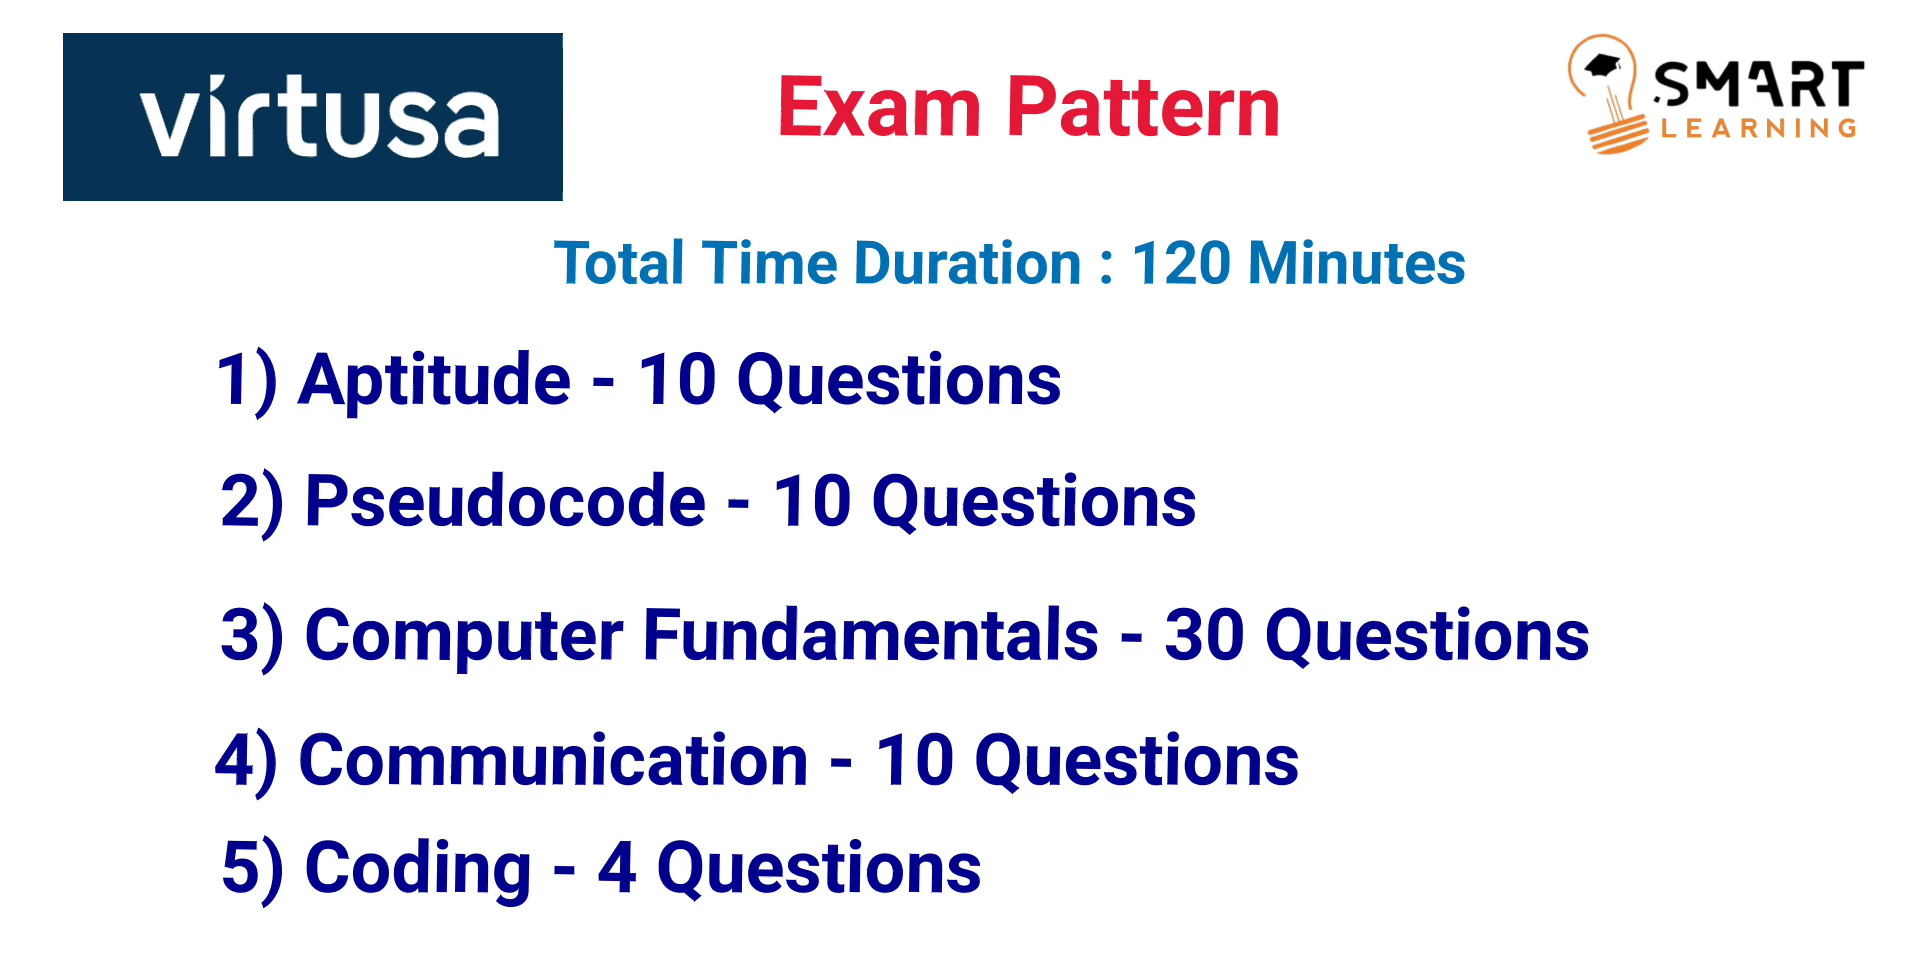 virtusa
Exam Pattern
SMART
LEARNING
Total Time Duration : 120 Minutes
1) Aptitude - 10 Questions
2) Pseudocode - 10 Questions
3) Computer Fundamentals - 30 Questions
4) Communication - 10 Questions
5) Coding - 4 Questions